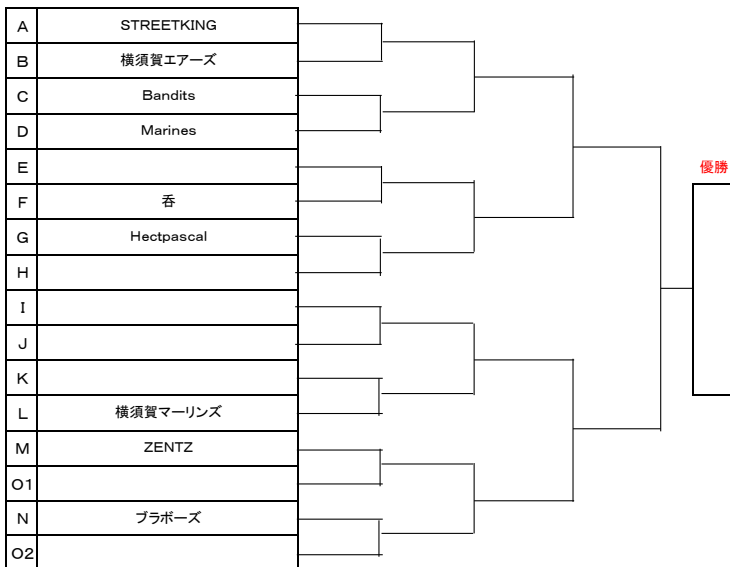 A STREETKING
B 横須賀エアーズ
C Bandits
D Marines
E
優勝
F 呑
G Hectpascal
H
I
J
K
L 横須賀マーリンズ
M ZENTZ
O1
N ブラボーズ
O2